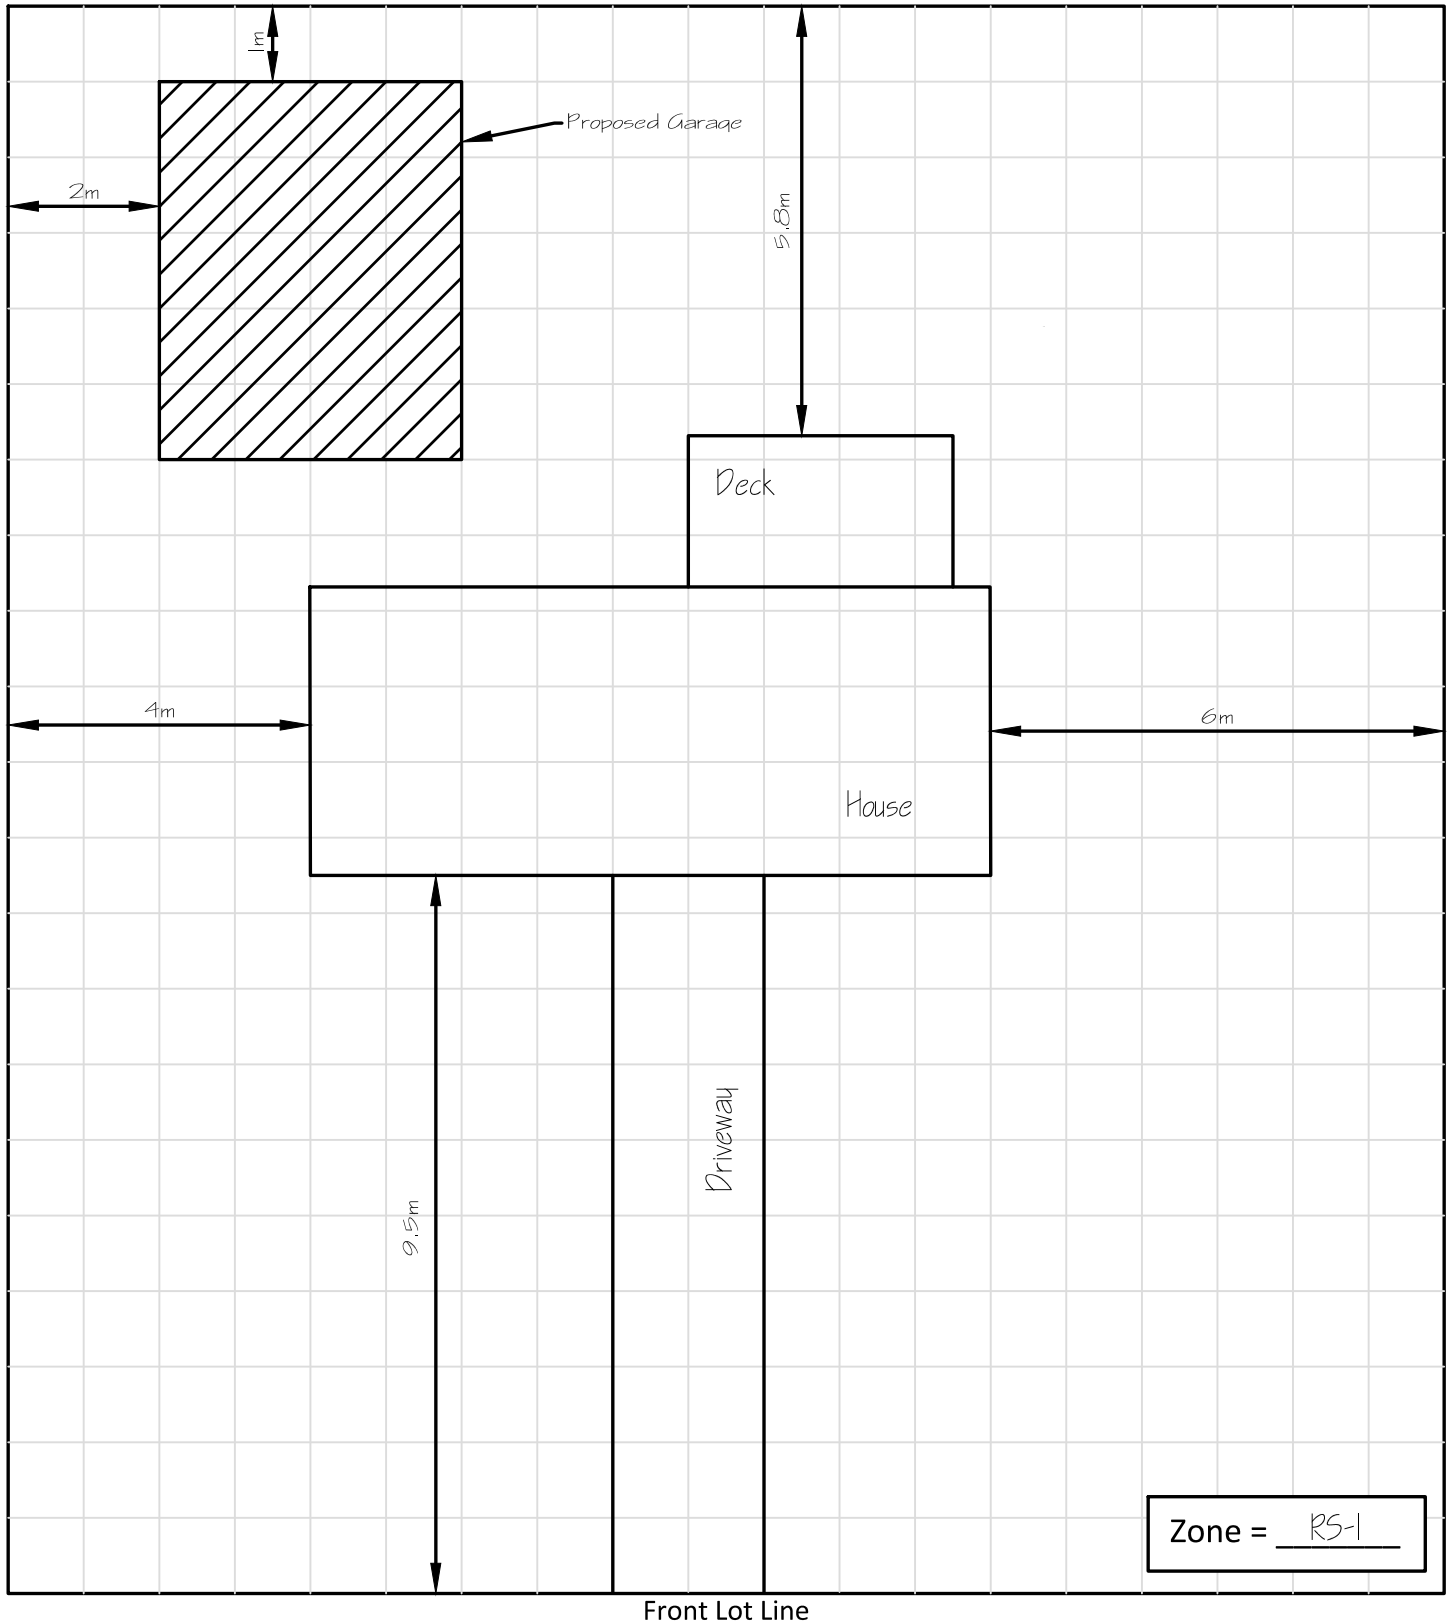 1m
Proposed Garage
2m
5.8m
Deck
4m
6m
House
Driveway
9.5m
Zone = RS-1
Front Lot Line